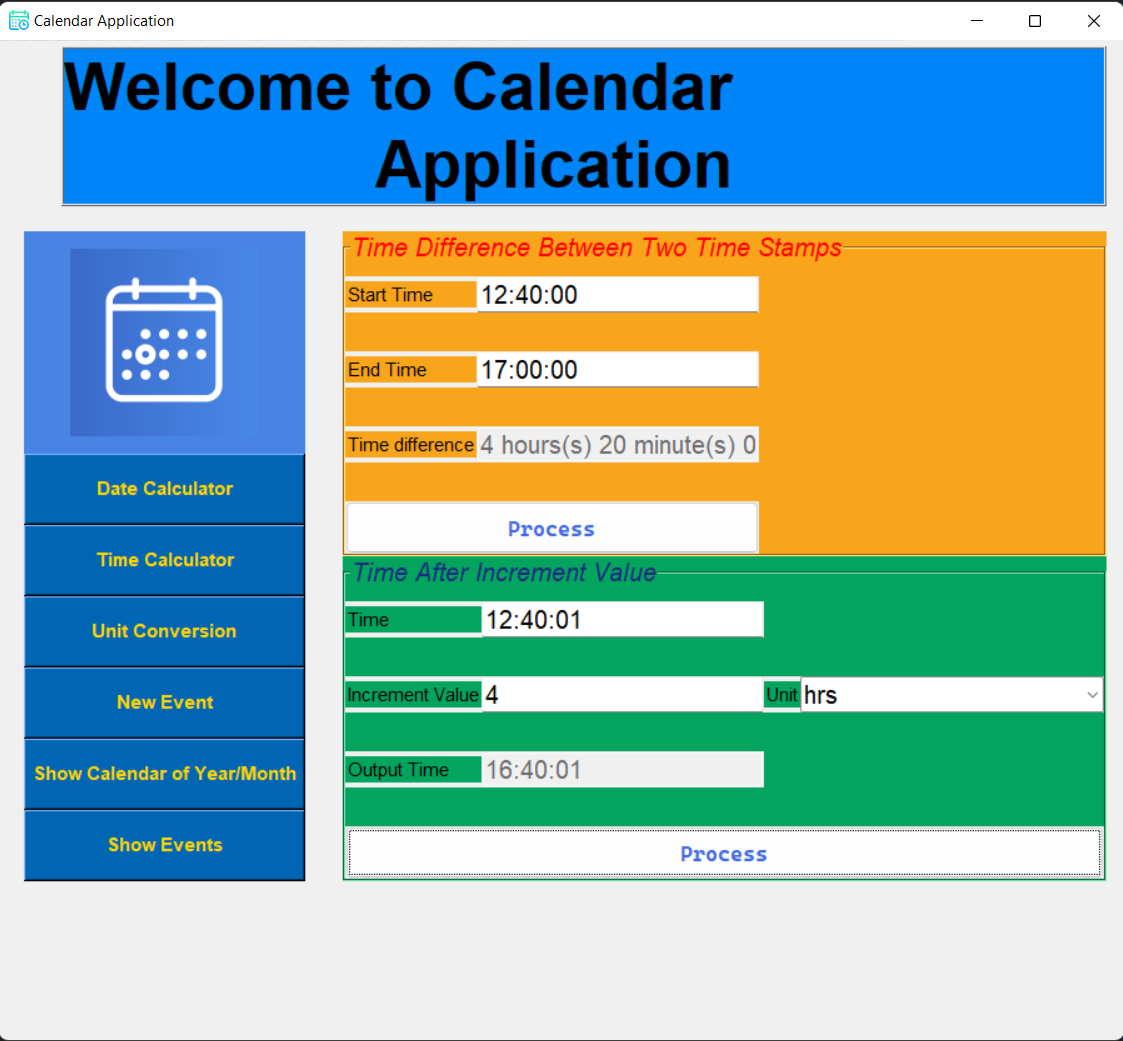 Calendar Application
Welcome to Calendar
Application
Date Calculator
Time Calculator
Unit Conversion
New Event
Show Calendar of Year/Month
Show Events
Time Difference Between Two Time Stamps
Start Time 12:40:00
End Time 17:00:00
Time difference 4 hours(s) 20 minute(s) 0
Process
Time After Increment Value
Time 12:40:01
Increment Value 4 Unit hrs
Output Time 16:40:01
Process